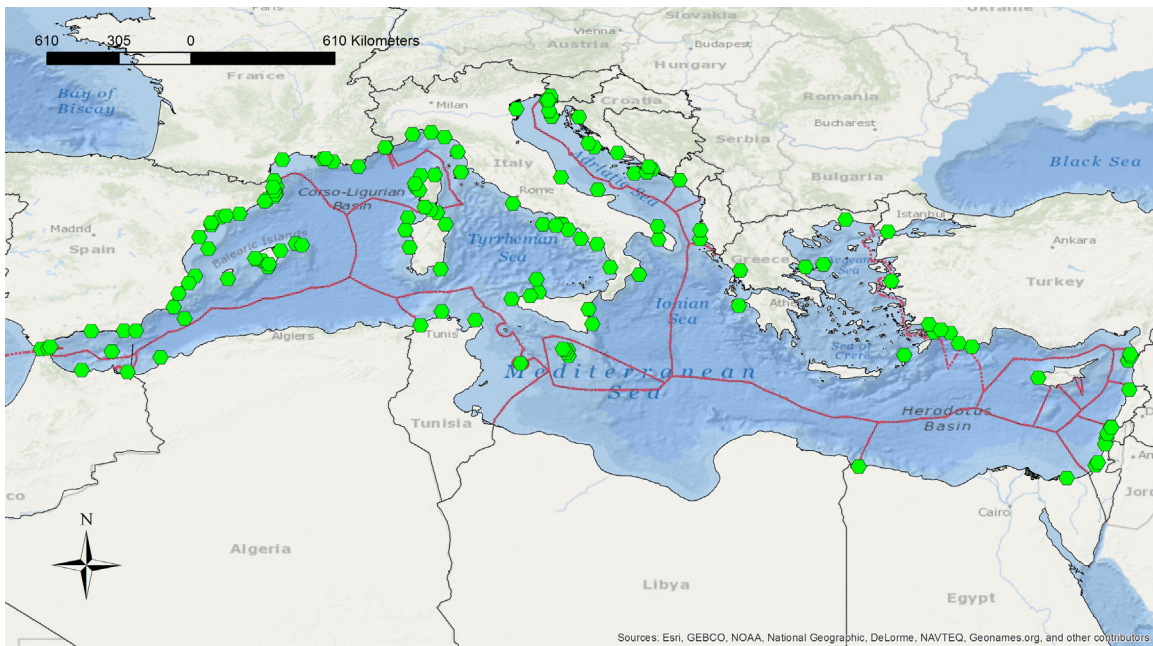 Slovakia
Ukraine
610
305
0
610 Kilometers
Vienna
Austria
Budapest
Hungary
France
Bay of
Biscay
Milan
Croatia
Romania
Bucharest
Serbia
Italy
Adriatic Sea
Black Sea
Bulgaria
Corso-Ligurian
Basin
Rome
Istanbul
Madrid
Spain
Balearic Islands
Tyrrhenian
Sea
Ankara
Greece
Aegean
Sea
Turkey
Ionian
Sea
Algiers
Tunis
Sea of
Crete
Mediterranean
Sea
Herodotus
Basin
Tunisia
Cairo
N
Algeria
Libya
Egypt
Sources: Esri, GEBCO, NOAA, National Geographic, DeLorme, NAVTEQ, Geonames.org, and other contributors